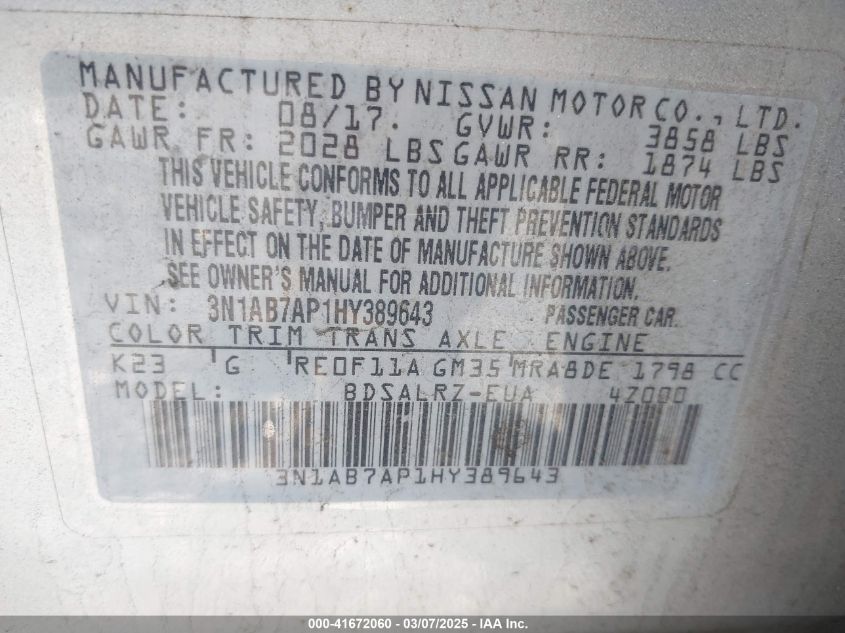 MANUFACTURED BY NISSAN MOTOR CO., LTD.
DATE: 08/17. GVWR: 3858 LBS
GAWR FR: 2028 LBS GAWR RR: 1874 LBS
THIS VEHICLE CONFORMS TO ALL APPLICABLE FEDERAL MOTOR
VEHICLE SAFETY, BUMPER AND THEFT PREVENTION STANDARDS
IN EFFECT ON THE DATE OF MANUFACTURE SHOWN ABOVE.
SEE OWNER'S MANUAL FOR ADDITIONAL INFORMATION.
VIN: 3N1AB7AP1HY389643 PASSENGER CAR.
COLOR TRIM TRANS AXLE ENGINE
K23 G RE0F11A GM35 MRA8DE 1798 CC
MODEL: BDSALRZ-EUA 4Z000
3N1AB7AP1HY389643
000-41672060 - 03/07/2025 - IAA Inc.